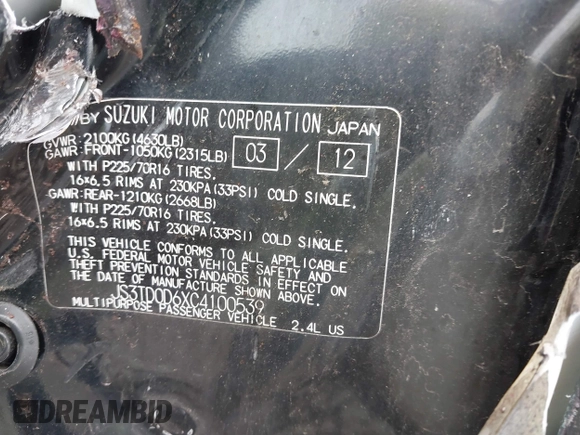 BY SUZUKI MOTOR CORPORATION JAPAN
GVWR:2100KG(4630LB)
GAWR:FRONT-1050KG(2315LB) 03 / 12
WITH P225/70R16 TIRES.
16×6.5 RIMS AT 230KPA(33PSI) COLD SINGLE.
GAWR:REAR-1210KG(2668LB)
WITH P225/70R16 TIRES.
16×6.5 RIMS AT 230KPA(33PSI) COLD SINGLE.
THIS VEHICLE CONFORMS TO ALL APPLICABLE
U.S. FEDERAL MOTOR VEHICLE SAFETY AND
THEFT PREVENTION STANDARDS IN EFFECT ON
THE DATE OF MANUFACTURE SHOWN ABOVE.
JS3TD0D6XC4100539
MULTIPURPOSE PASSENGER VEHICLE 2.4L US
DREAMBID